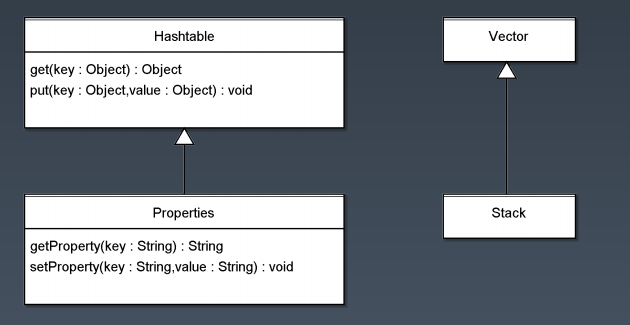 Hashtable
get(key : Object) : Object
put(key : Object,value : Object) : void
Properties
getProperty(key : String) : String
setProperty(key : String,value : String) : void
Vector
Stack